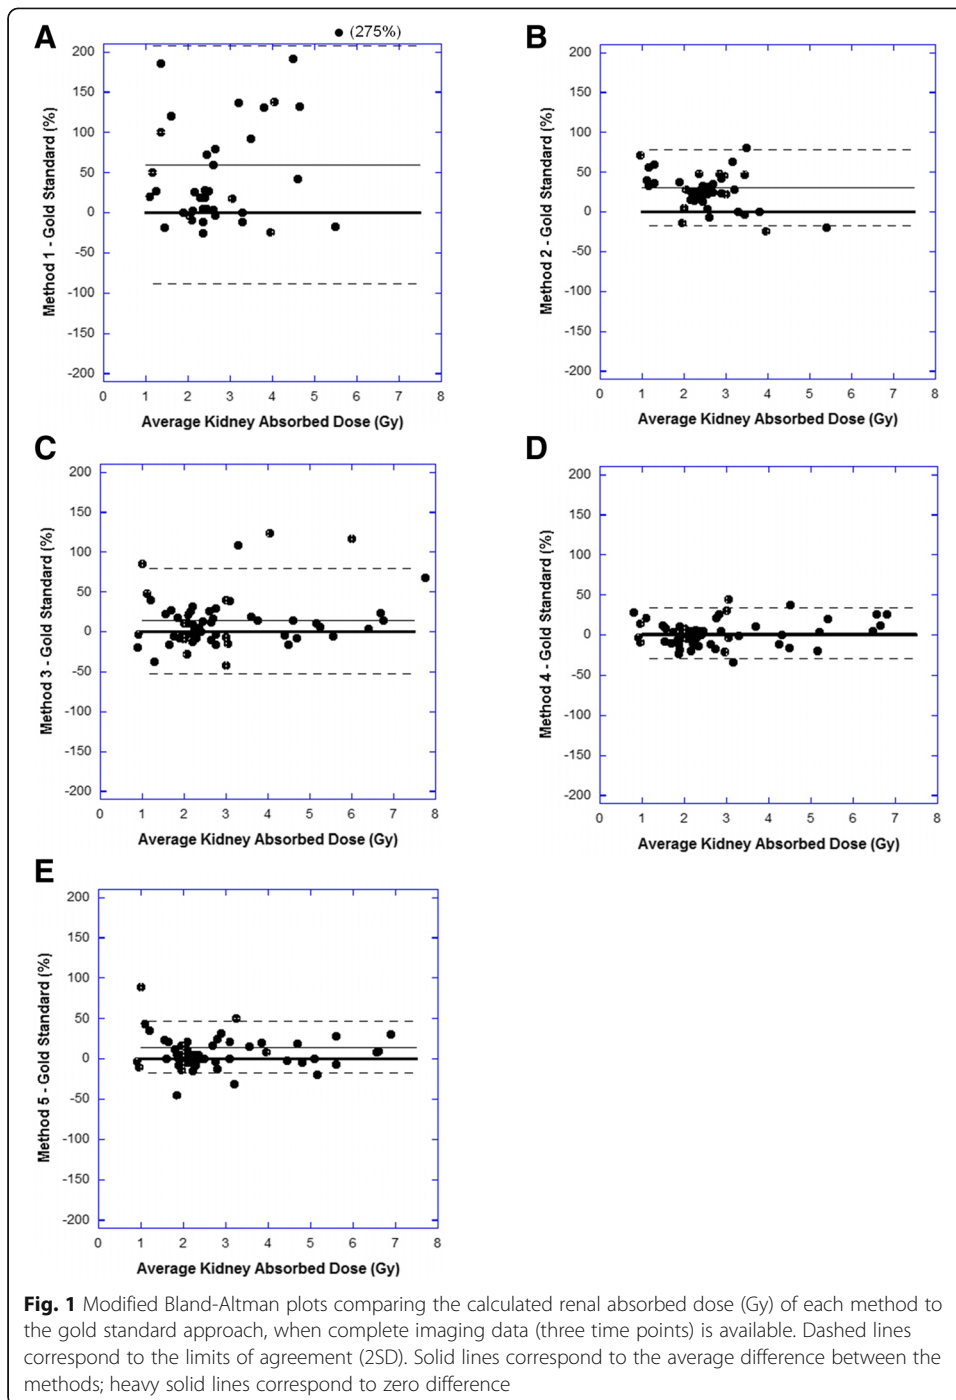 A
(275%)
200
150
100
50
0
-50
-100
-150
-200
Method 1 - Gold Standard (%)
0 1 2 3 4 5 6 7 8
Average Kidney Absorbed Dose (Gy)
B
200
150
100
50
0
-50
-100
-150
-200
Method 2 - Gold Standard (%)
0 1 2 3 4 5 6 7 8
Average Kidney Absorbed Dose (Gy)
C
200
150
100
50
0
-50
-100
-150
-200
Method 3 - Gold Standard (%)
0 1 2 3 4 5 6 7 8
Average Kidney Absorbed Dose (Gy)
D
200
150
100
50
0
-50
-100
-150
-200
Method 4 - Gold Standard (%)
0 1 2 3 4 5 6 7 8
Average Kidney Absorbed Dose (Gy)
E
200
150
100
50
0
-50
-100
-150
-200
Method 5 - Gold Standard (%)
0 1 2 3 4 5 6 7 8
Average Kidney Absorbed Dose (Gy)
Fig. 1 Modified Bland-Altman plots comparing the calculated renal absorbed dose (Gy) of each method to
the gold standard approach, when complete imaging data (three time points) is available. Dashed lines
correspond to the limits of agreement (2SD). Solid lines correspond to the average difference between the
methods; heavy solid lines correspond to zero difference